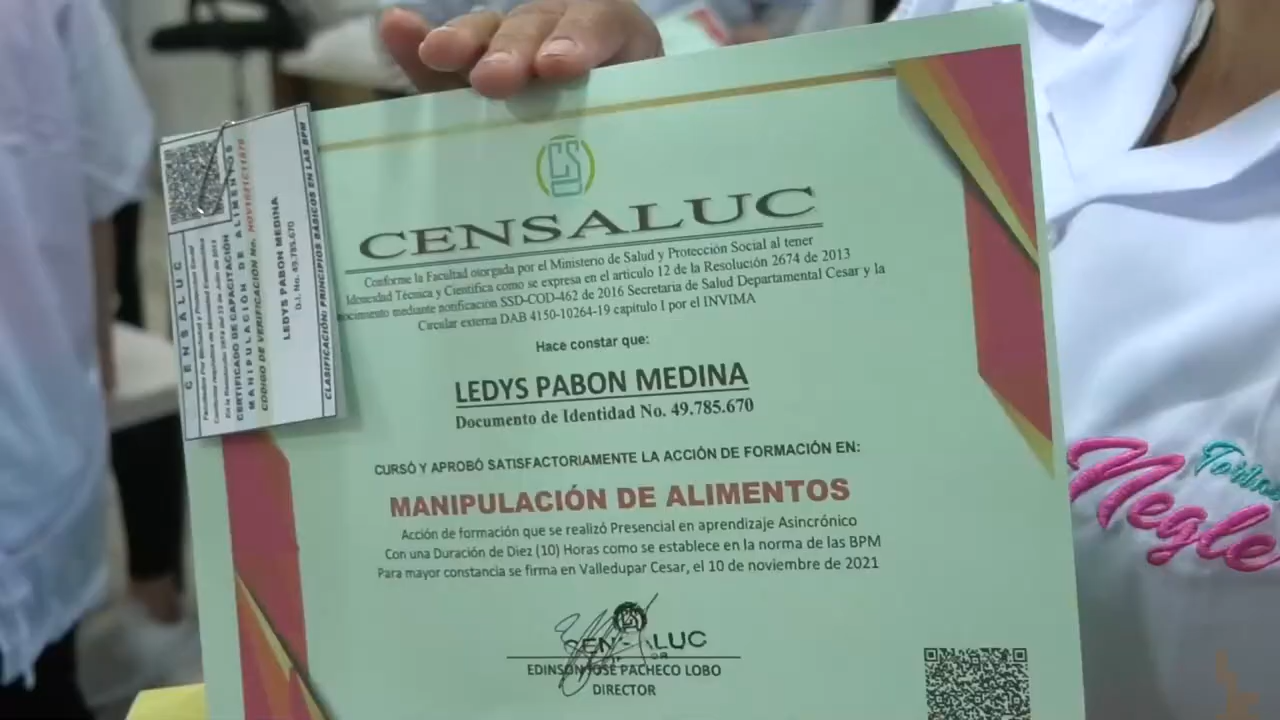 CS
CENSALUC
Conforme la Facultad otorgada por el Ministerio de Salud y Protección Social al tener
Idoneidad Técnica y Científica como se expresa en el articulo 12 de la Resolución 2674 de 2013
mediante notificación SSD-COD-462 de 2016 Secretaria de Salud Departamental Cesar y la
Circular externa DAB 4150-10264-19 capitulo I por el INVIMA
Hace constar que:
LEDYS PABON MEDINA
Documento de Identidad No. 49.785.670
CURSÓ Y APROBÓ SATISFACTORIAMENTE LA ACCIÓN DE FORMACIÓN EN:
MANIPULACIÓN DE ALIMENTOS
Acción de formación que se realizó Presencial en aprendizaje Asincrónico
Con una Duración de Diez (10) Horas como se establece en la norma de las BPM
Para mayor constancia se firma en Valledupar Cesar, el 10 de noviembre de 2021
EDINSON JOSE PACHECO LOBO
DIRECTOR
CENSALUC
CERTIFICADO DE CAPACITACIÓN
MANIPULACIÓN DE ALIMENTOS
CODIGO DE VERIFICACIÓN No.
LEDYS PABON MEDINA
D.I. No. 49.785.670
CLASIFICACIÓN: PRINCIPIOS BÁSICOS EN LAS BPM
Negle